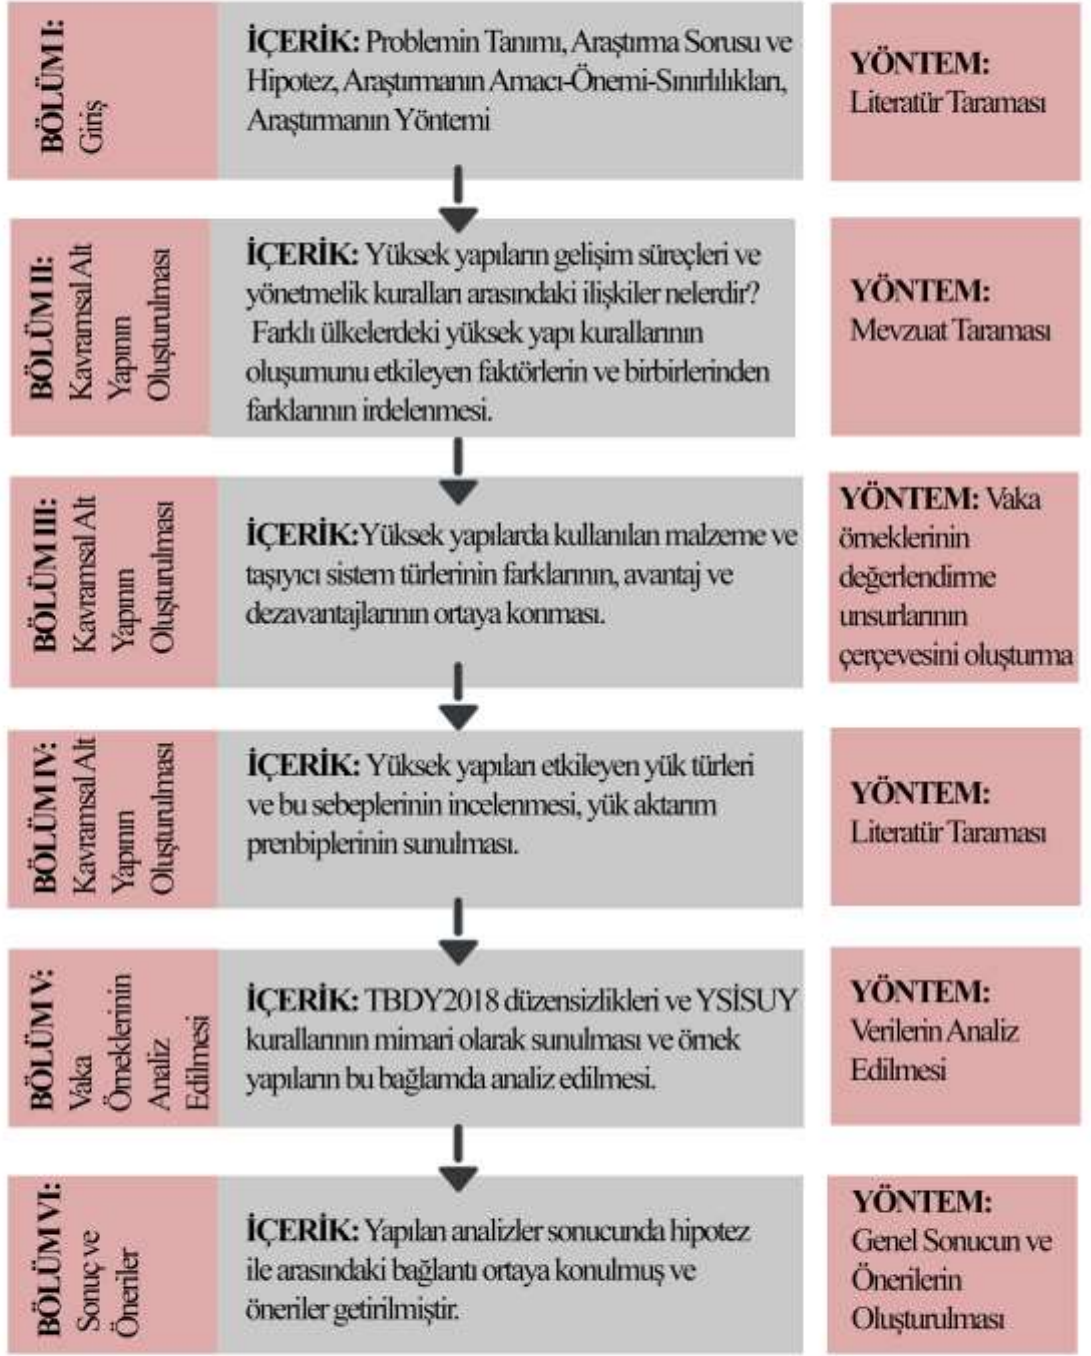 BÖLÜM I:
Giriş
İÇERİK: Problemin Tanımı, Araştırma Sorusu ve
Hipotez, Araştırmanın Amacı-Önemi-Sınırlılıkları,
Araştırmanın Yöntemi
YÖNTEM:
Literatür Taraması
BÖLÜM II:
Kavramsal Alt
Yapının
Oluşturulması
İÇERİK: Yüksek yapıların gelişim süreçleri ve
yönetmelik kuralları arasındaki ilişkiler nelerdir?
Farklı ülkelerdeki yüksek yapı kurallarının
oluşumunu etkileyen faktörlerin ve birbirlerinden
farklarının irdelenmesi.
YÖNTEM:
Mevzuat Taraması
BÖLÜM III:
Kavramsal Alt
Yapının
Oluşturulması
İÇERİK:Yüksek yapılarda kullanılan malzeme ve
taşıyıcı sistem türlerinin farklarının, avantaj ve
dezavantajlarının ortaya konması.
YÖNTEM: Vaka
örneklerinin
değerlendirme
unsurlarının
çerçevesini oluşturma
BÖLÜM IV:
Kavramsal Alt
Yapının
Oluşturulması
İÇERİK: Yüksek yapıları etkileyen yük türleri
ve bu sebeplerinin incelenmesi, yük aktarım
prenbiplerinin sunulması.
YÖNTEM:
Literatür Taraması
BÖLÜM V:
Vaka
Örneklerinin
Analiz
Edilmesi
İÇERİK: TBDY2018 düzensizlikleri ve YSİSUY
kurallarının mimari olarak sunulması ve örnek
yapıların bu bağlamda analiz edilmesi.
YÖNTEM:
Verilerin Analiz
Edilmesi
BÖLÜM VI:
Sonuç ve
Öneriler
İÇERİK: Yapılan analizler sonucunda hipotez
ile arasındaki bağlantı ortaya konulmuş ve
öneriler getirilmiştir.
YÖNTEM:
Genel Sonucun ve
Önerilerin
Oluşturulması